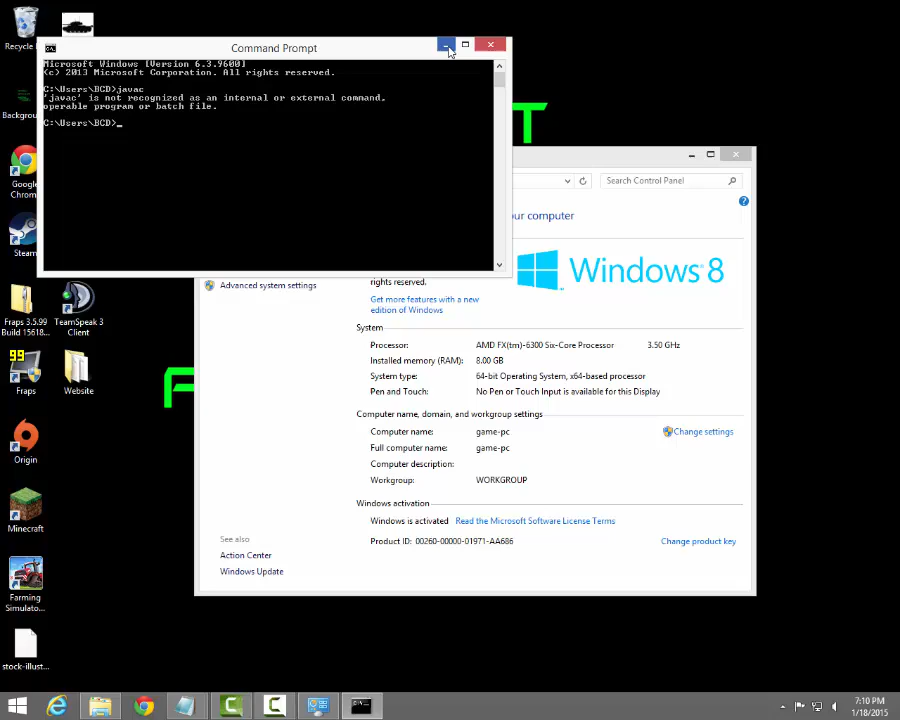 Recycle
Command Prompt
Microsoft Windows [Version 6.3.9600]
(c) 2013 Microsoft Corporation. All rights reserved.
C:\Users\BCD>javac
'javac' is not recognized as an internal or external command,
operable program or batch file.
C:\Users\BCD>_
Backgroun
Google
Chrom
Steam
Fraps 3.5.99
Build 15618...
TeamSpeak 3
Client
99
Fraps
Website
Origin
Minecraft
Farming
Simulato...
stock-illust...
T
F
Search Control Panel
our computer
Windows 8
rights reserved.
Advanced system settings
Get more features with a new
edition of Windows
System
Processor: AMD FX(tm)-6300 Six-Core Processor 3.50 GHz
Installed memory (RAM): 8.00 GB
System type: 64-bit Operating System, x64-based processor
Pen and Touch: No Pen or Touch Input is available for this Display
Computer name, domain, and workgroup settings
Computer name: game-pc
Change settings
Full computer name: game-pc
Computer description:
Workgroup: WORKGROUP
Windows activation
Windows is activated Read the Microsoft Software License Terms
Product ID: 00260-00000-01971-AA686
Change product key
See also
Action Center
Windows Update
7:10 PM
1/18/2015